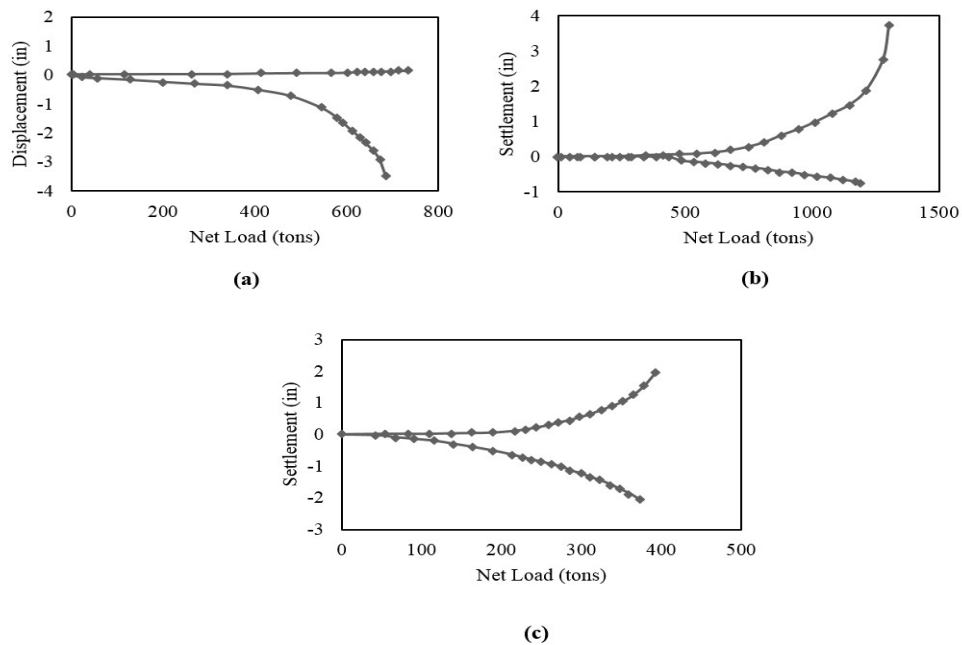 2
1
0
-1
-2
-3
-4
Displacement (in)
0 200 400 600 800
Net Load (tons)
(a)
4
3
2
1
0
-1
Settlement (in)
0 500 1000 1500
Net Load (tons)
(b)
3
2
1
0
-1
-2
-3
Settlement (in)
0 100 200 300 400 500
Net Load (tons)
(c)